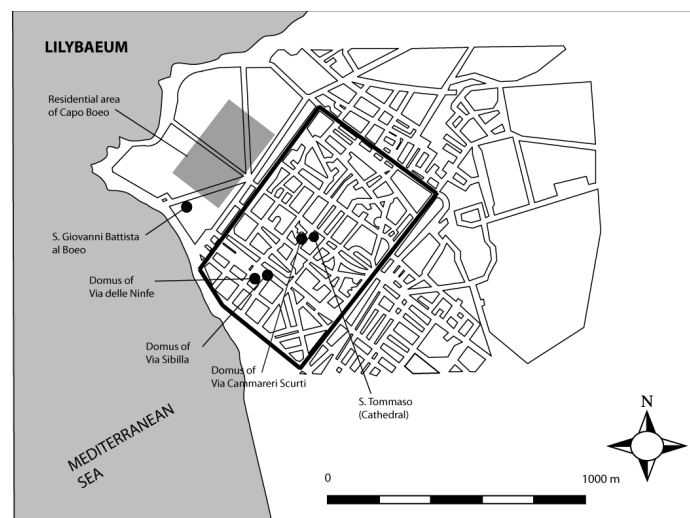 LILYBAEUM
Residential area
of Capo Boeo
S. Giovanni Battista
al Boeo
Domus of
Via delle Ninfe
Domus of
Via Sibilla
Domus of
Via Cammareri Scurti
S. Tommaso
(Cathedral)
MEDITERRANEAN
SEA
N
0
1000 m